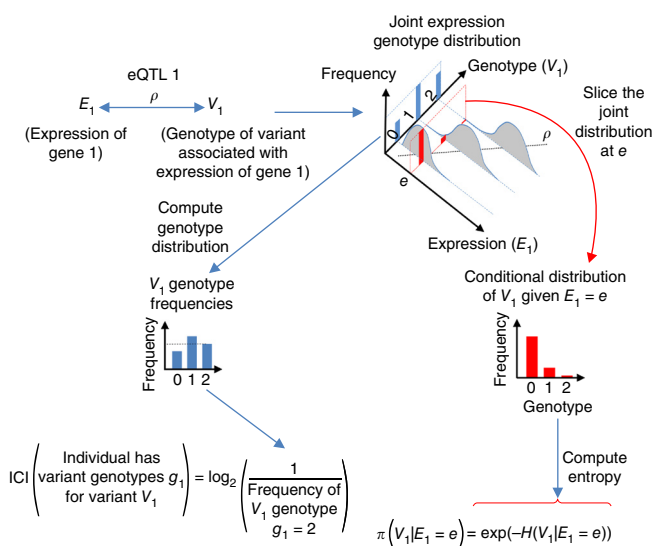 Joint expression
genotype distribution
Frequency
Genotype (V₁)
eQTL 1
E₁ ρ V₁
(Expression of
gene 1)
(Genotype of variant
associated with
expression of gene 1)
0 1 2
ρ
e
Expression (E₁)
Slice the
joint
distribution
at e
Compute
genotype
distribution
V₁ genotype
frequencies
Frequency
0 1 2
Conditional distribution
of V₁ given E₁ = e
Frequency
0 1 2
Genotype
Compute
entropy
ICI ( Individual has variant genotypes g₁ for variant V₁ ) = log₂ ( 1 / Frequency of V₁ genotype g₁ = 2 )
π(V₁|E₁ = e) = exp(–H(V₁|E₁ = e))